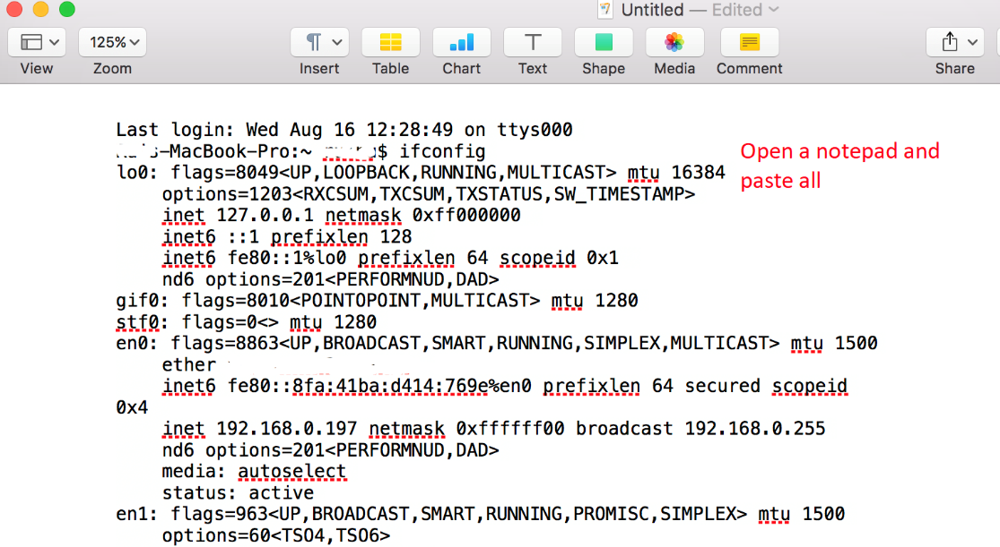 Untitled — Edited
125%
View
Zoom
Insert
Table
Chart
Text
Shape
Media
Comment
Share
Last login: Wed Aug 16 12:28:49 on ttys000
-MacBook-Pro:~ $ ifconfig
Open a notepad and
paste all
lo0: flags=8049<UP,LOOPBACK,RUNNING,MULTICAST> mtu 16384
options=1203<RXCSUM,TXCSUM,TXSTATUS,SW_TIMESTAMP>
inet 127.0.0.1 netmask 0xff000000
inet6 ::1 prefixlen 128
inet6 fe80::1%lo0 prefixlen 64 scopeid 0x1
nd6 options=201<PERFORMNUD,DAD>
gif0: flags=8010<POINTOPOINT,MULTICAST> mtu 1280
stf0: flags=0<> mtu 1280
en0: flags=8863<UP,BROADCAST,SMART,RUNNING,SIMPLEX,MULTICAST> mtu 1500
ether
inet6 fe80::8fa:41ba:d414:769e%en0 prefixlen 64 secured scopeid
0x4
inet 192.168.0.197 netmask 0xffffff00 broadcast 192.168.0.255
nd6 options=201<PERFORMNUD,DAD>
media: autoselect
status: active
en1: flags=963<UP,BROADCAST,SMART,RUNNING,PROMISC,SIMPLEX> mtu 1500
options=60<TSO4,TSO6>